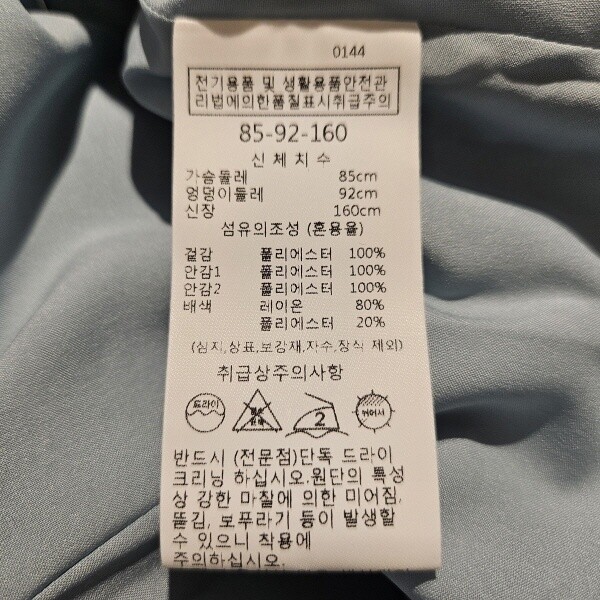 0144
전기용품 및 생활용품안전관
리법에의한품질표시취급주의
85-92-160
신체치수
가슴둘레 85cm
엉덩이둘레 92cm
신장 160cm
섬유의조성 (혼용율)
겉감 폴리에스터 100%
안감1 폴리에스터 100%
안감2 폴리에스터 100%
배색 레이온 80%
폴리에스터 20%
(심지,상표,보강재,자수,장식 제외)
취급상주의사항
드라이 2 뉘어서
반드시 (전문점)단독 드라이
크리닝 하십시오.원단의 특성
상 강한 마찰에 의한 미어짐,
뜯김, 보푸라기 등이 발생할
수 있으니 착용에
주의하십시오.